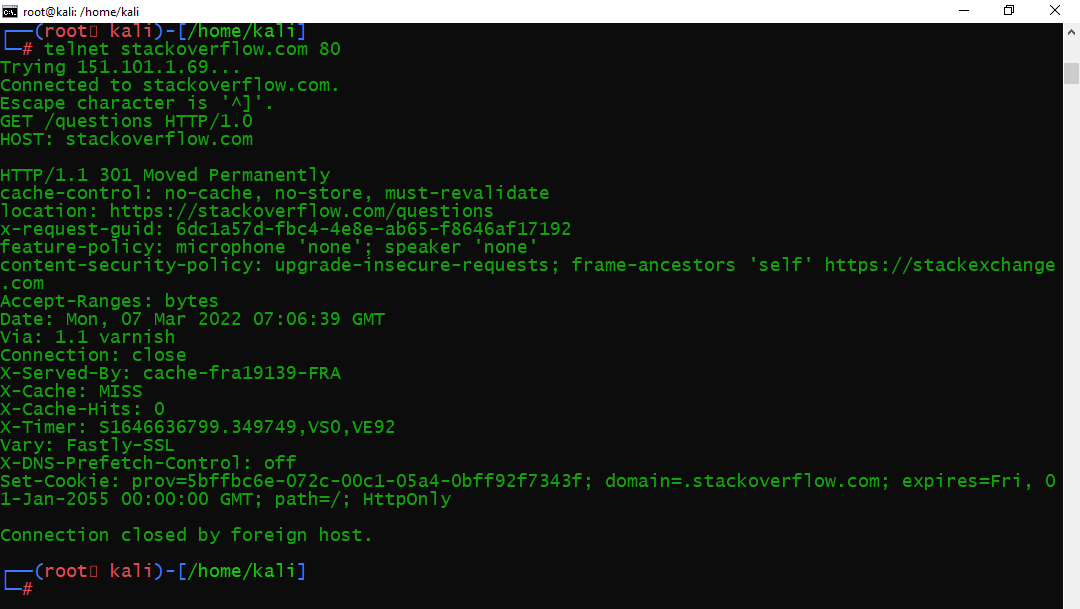 root@kali: /home/kali
┌──(root㉿ kali)-[/home/kali]
└─# telnet stackoverflow.com 80
Trying 151.101.1.69...
Connected to stackoverflow.com.
Escape character is '^]'.
GET /questions HTTP/1.0
HOST: stackoverflow.com

HTTP/1.1 301 Moved Permanently
cache-control: no-cache, no-store, must-revalidate
location: https://stackoverflow.com/questions
x-request-guid: 6dc1a57d-fbc4-4e8e-ab65-f8646af17192
feature-policy: microphone 'none'; speaker 'none'
content-security-policy: upgrade-insecure-requests; frame-ancestors 'self' https://stackexchange
.com
Accept-Ranges: bytes
Date: Mon, 07 Mar 2022 07:06:39 GMT
Via: 1.1 varnish
Connection: close
X-Served-By: cache-fra19139-FRA
X-Cache: MISS
X-Cache-Hits: 0
X-Timer: S1646636799.349749,VS0,VE92
Vary: Fastly-SSL
X-DNS-Prefetch-Control: off
Set-Cookie: prov=5bffbc6e-072c-00c1-05a4-0bff92f7343f; domain=.stackoverflow.com; expires=Fri, 0
1-Jan-2055 00:00:00 GMT; path=/; HttpOnly

Connection closed by foreign host.

┌──(root▯ kali)-[/home/kali]
└─#